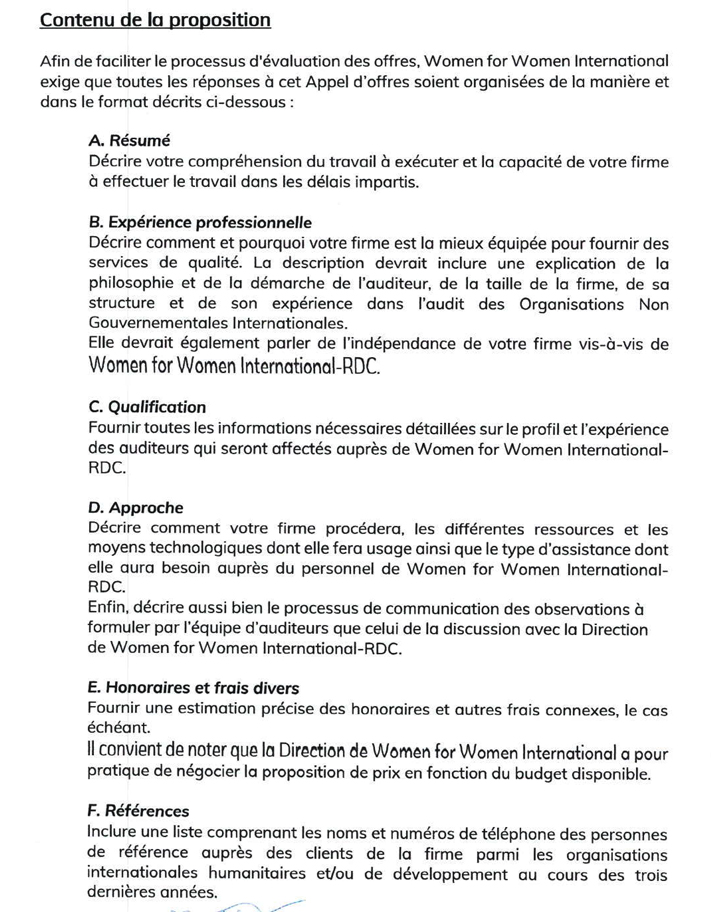 Contenu de la proposition
Afin de faciliter le processus d'évaluation des offres, Women for Women International
exige que toutes les réponses à cet Appel d'offres soient organisées de la manière et
dans le format décrits ci-dessous :
A. Résumé
Décrire votre compréhension du travail à exécuter et la capacité de votre firme
à effectuer le travail dans les délais impartis.
B. Expérience professionnelle
Décrire comment et pourquoi votre firme est la mieux équipée pour fournir des
services de qualité. La description devrait inclure une explication de la
philosophie et de la démarche de l'auditeur, de la taille de la firme, de sa
structure et de son expérience dans l'audit des Organisations Non
Gouvernementales Internationales.
Elle devrait également parler de l'indépendance de votre firme vis-à-vis de
Women for Women International-RDC.
C. Qualification
Fournir toutes les informations nécessaires détaillées sur le profil et l'expérience
des auditeurs qui seront affectés auprès de Women for Women International-
RDC.
D. Approche
Décrire comment votre firme procédera, les différentes ressources et les
moyens technologiques dont elle fera usage ainsi que le type d'assistance dont
elle aura besoin auprès du personnel de Women for Women International-
RDC.
Enfin, décrire aussi bien le processus de communication des observations à
formuler par l'équipe d'auditeurs que celui de la discussion avec la Direction
de Women for Women International-RDC.
E. Honoraires et frais divers
Fournir une estimation précise des honoraires et autres frais connexes, le cas
échéant.
Il convient de noter que la Direction de Women for Women International a pour
pratique de négocier la proposition de prix en fonction du budget disponible.
F. Références
Inclure une liste comprenant les noms et numéros de téléphone des personnes
de référence auprès des clients de la firme parmi les organisations
internationales humanitaires et/ou de développement au cours des trois
dernières années.